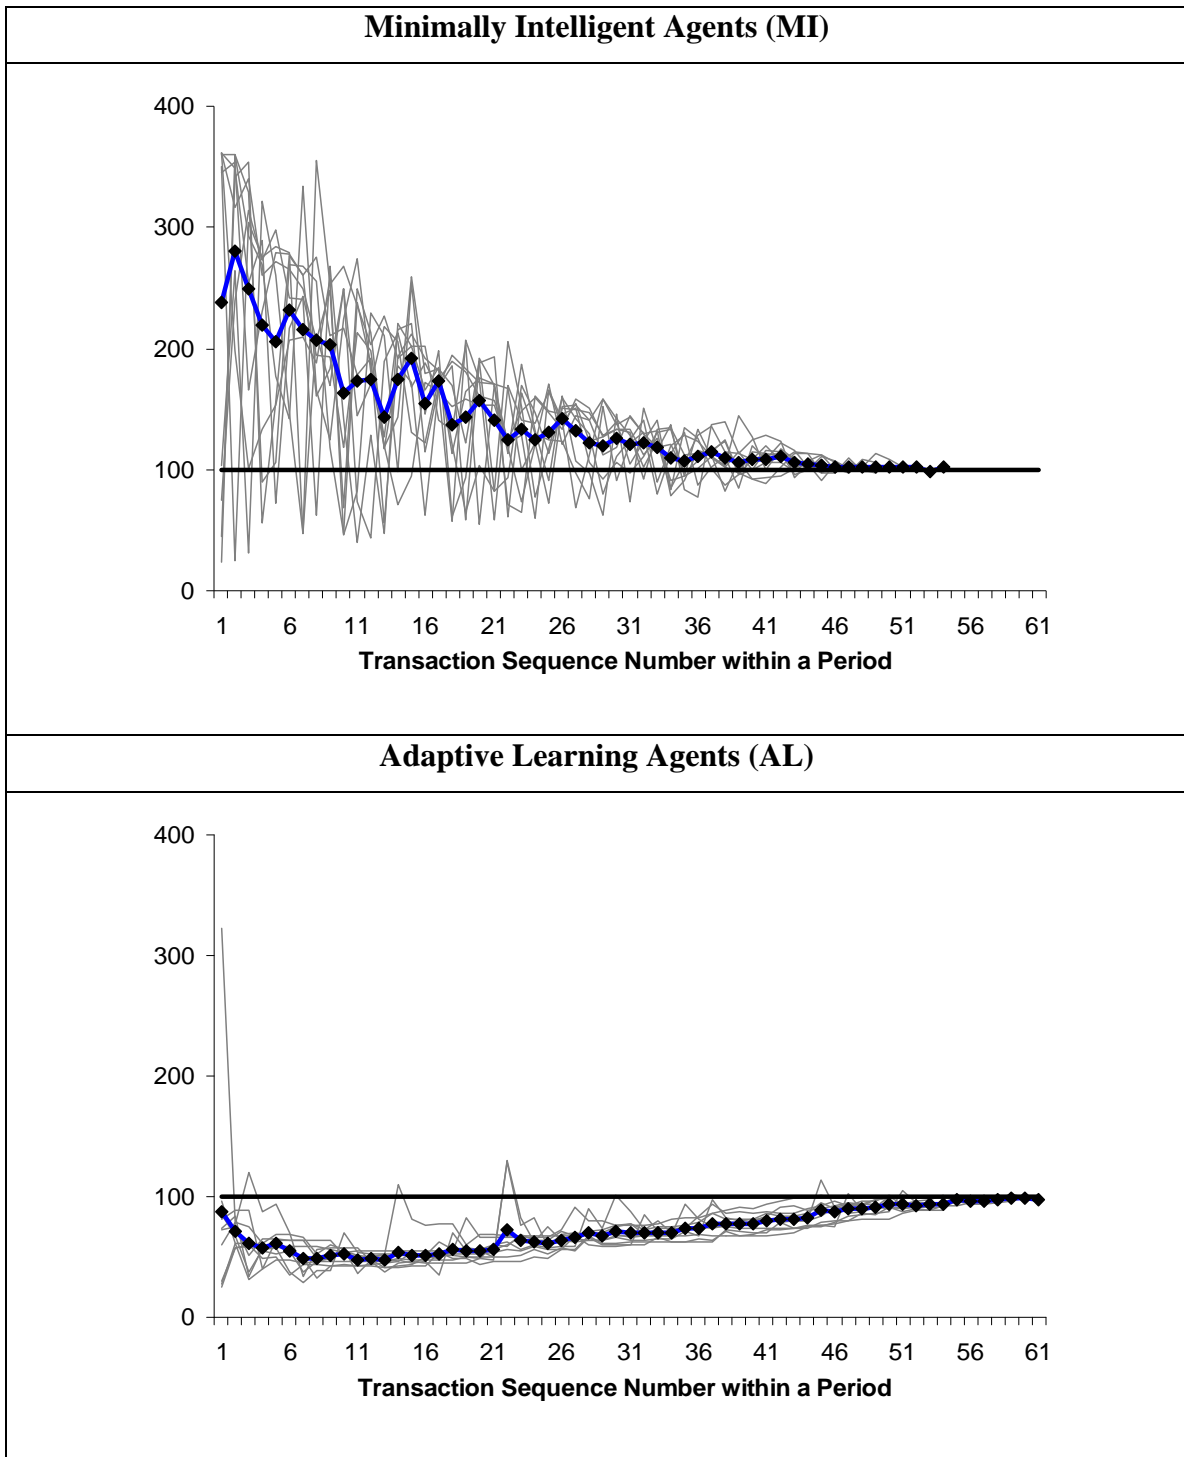 Minimally Intelligent Agents (MI)
400
300
200
100
0
1 6 11 16 21 26 31 36 41 46 51 56 61
Transaction Sequence Number within a Period
Adaptive Learning Agents (AL)
400
300
200
100
0
1 6 11 16 21 26 31 36 41 46 51 56 61
Transaction Sequence Number within a Period